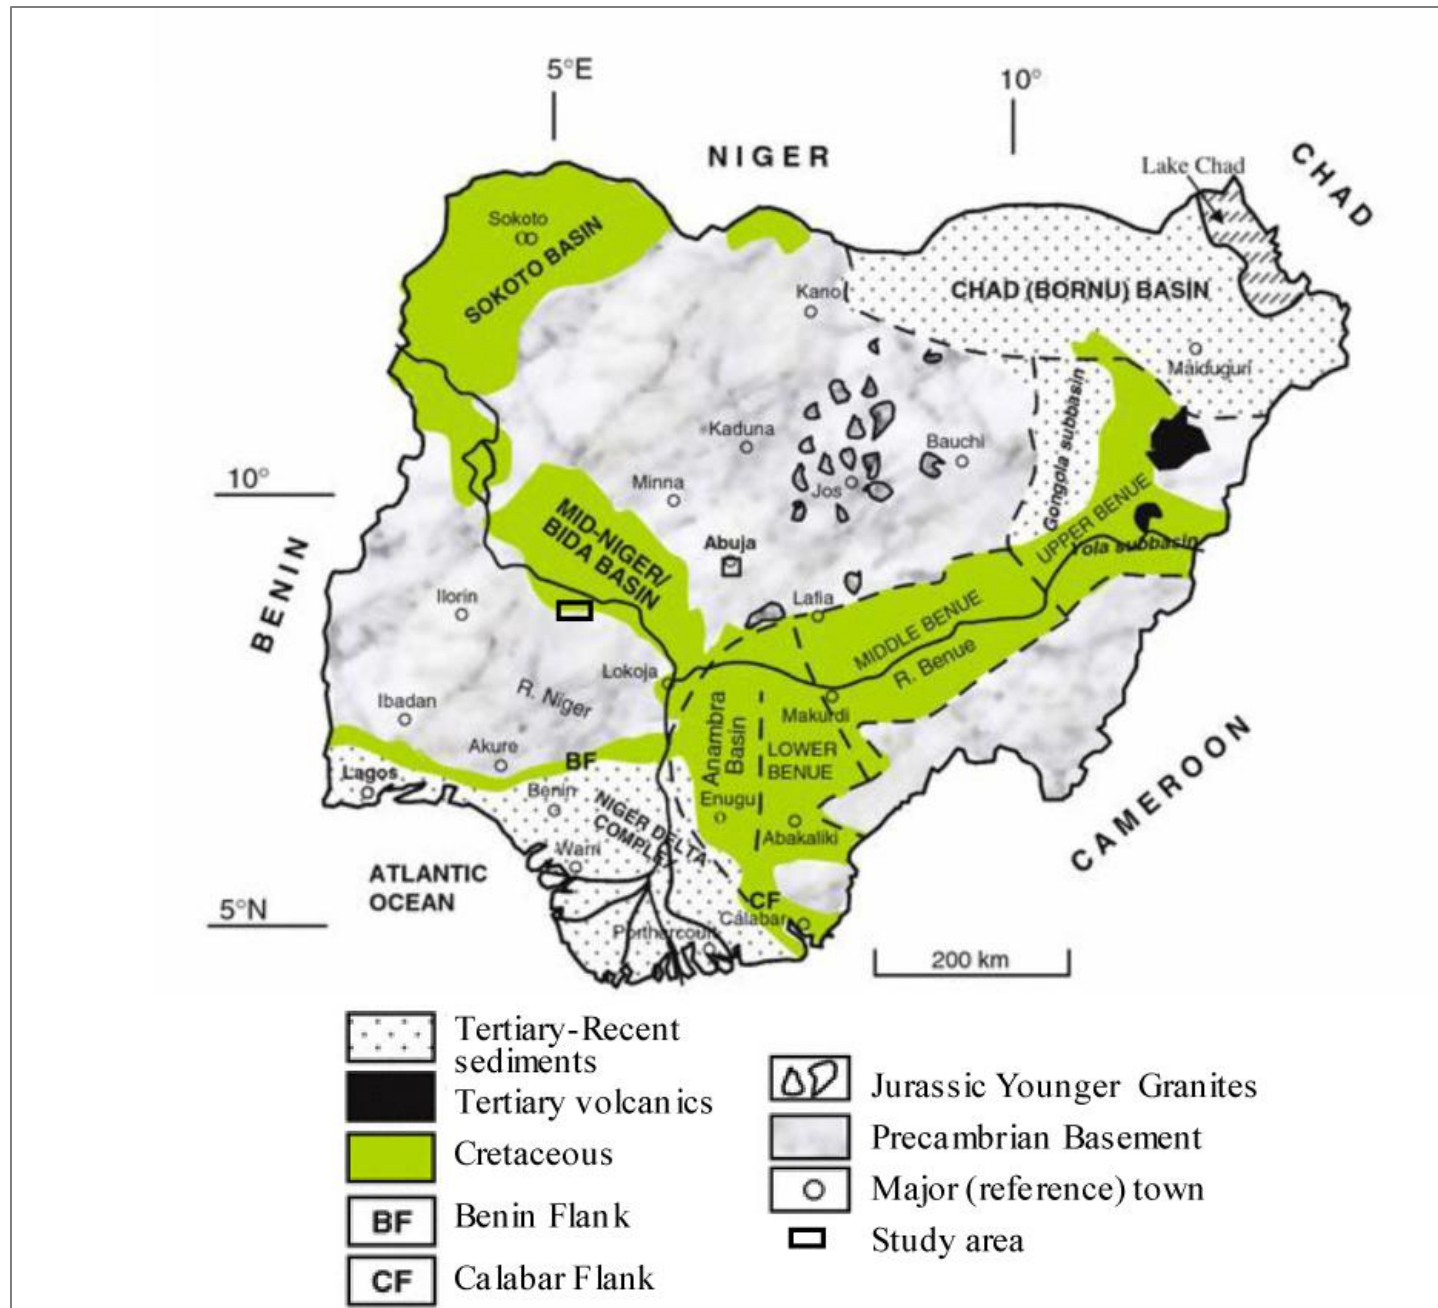 5°E
10°
NIGER
CHAD
Lake Chad
Sokoto
SOKOTO BASIN
CHAD (BORNU) BASIN
Kano
Maiduguri
Gongola subbasin
Kaduna
Bauchi
10°
Minna
Jos
MID-NIGER/
BIDA BASIN
Abuja
UPPER BENUE
Yola subbasin
BENIN
Ilorin
Lafia
MIDDLE BENUE
R. Benue
Lokoja
R. Niger
Ibadan
Anambra
Basin
Makurdi
Akure
BF
LOWER
BENUE
Lagos
Benin
NIGER DELTA
COMPLEX
Enugu
Abakaliki
CAMEROON
Warri
ATLANTIC
OCEAN
CF
Calabar
5°N
Portharcourt
200 km
Tertiary-Recent
sediments
Tertiary volcanics
Cretaceous
BF Benin Flank
CF Calabar Flank
Jurassic Younger Granites
Precambrian Basement
Major (reference) town
Study area